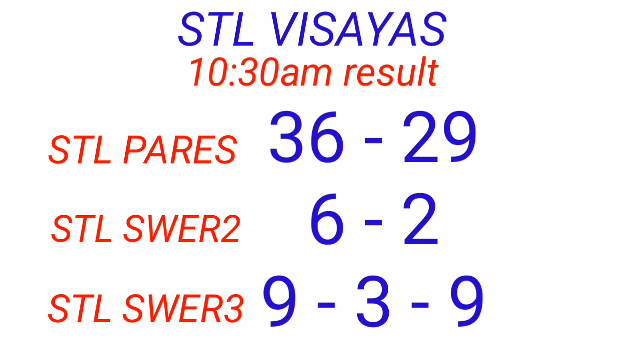 STL VISAYAS
10:30am result
STL PARES 36 - 29
STL SWER2 6 - 2
STL SWER3 9 - 3 - 9